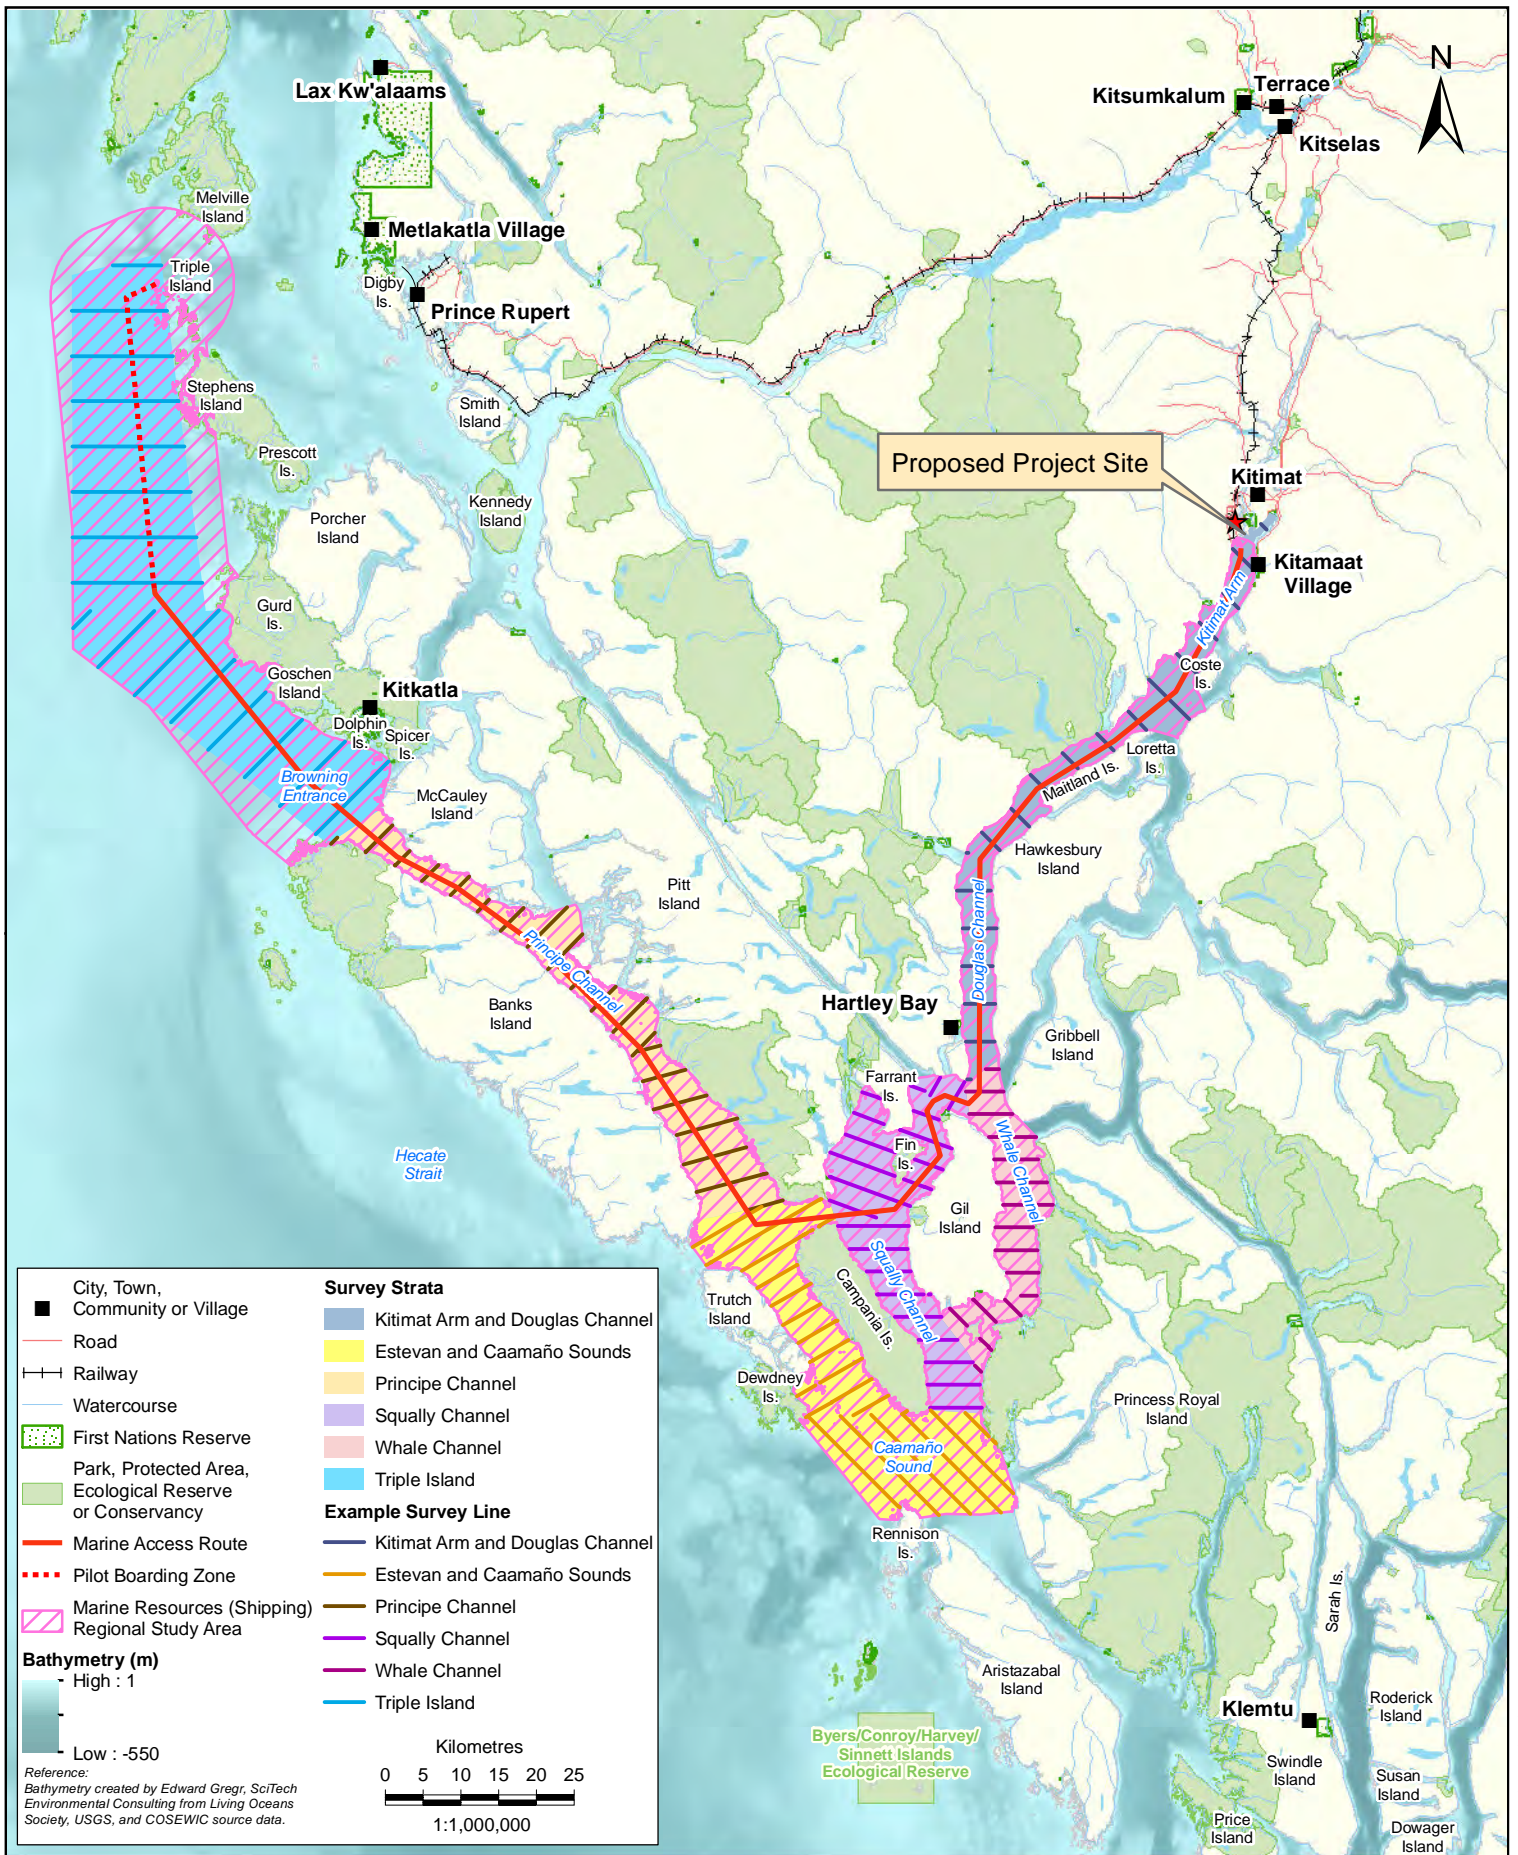 N
Lax Kw'alaams
Kitsumkalum
Terrace
Kitselas
Melville
Island
Metlakatla Village
Triple
Island
Digby
Is.
Prince Rupert
Stephens
Island
Smith
Island
Prescott
Is.
Proposed Project Site
Kitimat
Kennedy
Island
Porcher
Island
Kitamaat
Village
Kitimat Arm
Gurd
Is.
Goschen
Island
Kitkatla
Coste
Is.
Dolphin
Is.
Spicer
Is.
Loretta
Is.
Maitland Is.
Browning
Entrance
McCauley
Island
Hawkesbury
Island
Pitt
Island
Principe Channel
Douglas Channel
Banks
Island
Hartley Bay
Gribbell
Island
Farrant
Is.
Fin
Is.
Whale Channel
Hecate
Strait
Gil
Island
Squally Channel
Campania Is.
Trutch
Island
Dewdney
Is.
Princess Royal
Island
Caamaño
Sound
Rennison
Is.
Sarah Is.
Aristazabal
Island
Klemtu
Roderick
Island
Byers/Conroy/Harvey/
Sinnett Islands
Ecological Reserve
Swindle
Island
Susan
Island
Price
Island
Dowager
Island
City, Town,
Community or Village
Road
Railway
Watercourse
First Nations Reserve
Park, Protected Area,
Ecological Reserve
or Conservancy
Marine Access Route
Pilot Boarding Zone
Marine Resources (Shipping)
Regional Study Area
Bathymetry (m)
High : 1
Low : -550
Reference:
Bathymetry created by Edward Gregr, SciTech
Environmental Consulting from Living Oceans
Society, USGS, and COSEWIC source data.
Survey Strata
Kitimat Arm and Douglas Channel
Estevan and Caamaño Sounds
Principe Channel
Squally Channel
Whale Channel
Triple Island
Example Survey Line
Kitimat Arm and Douglas Channel
Estevan and Caamaño Sounds
Principe Channel
Squally Channel
Whale Channel
Triple Island
Kilometres
0 5 10 15 20 25
1:1,000,000